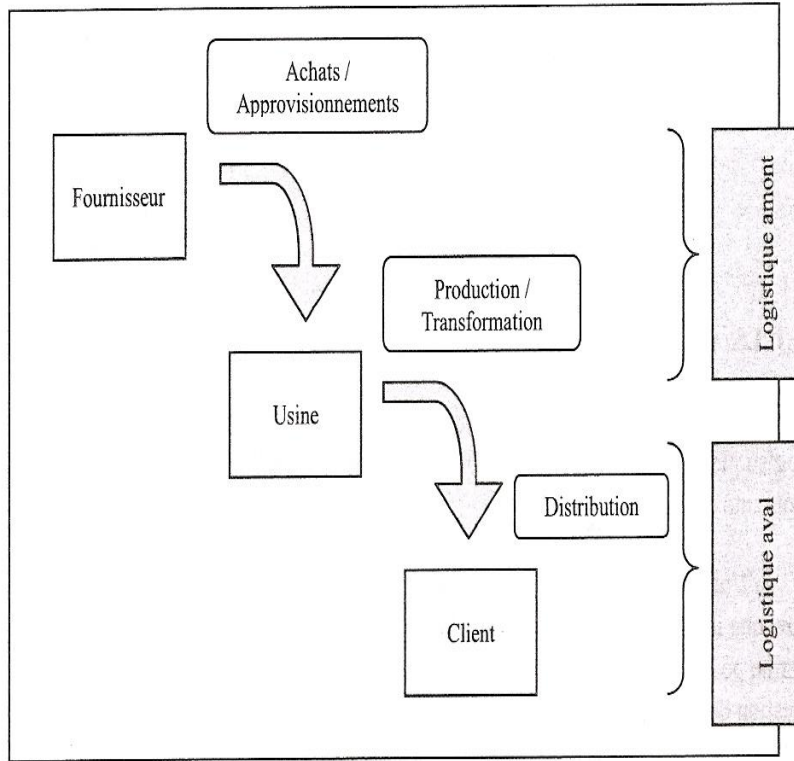 Achats /
Approvisionnements
Fournisseur
Logistique amont
Production /
Transformation
Usine
Distribution
Logistique aval
Client